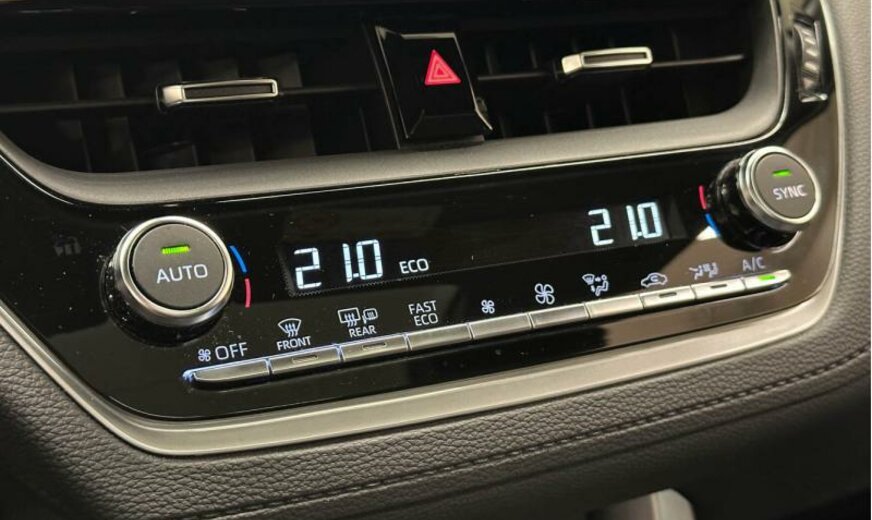 AUTO
21.0 ECO
21.0
SYNC
OFF
FRONT
REAR
FAST
ECO
A/C